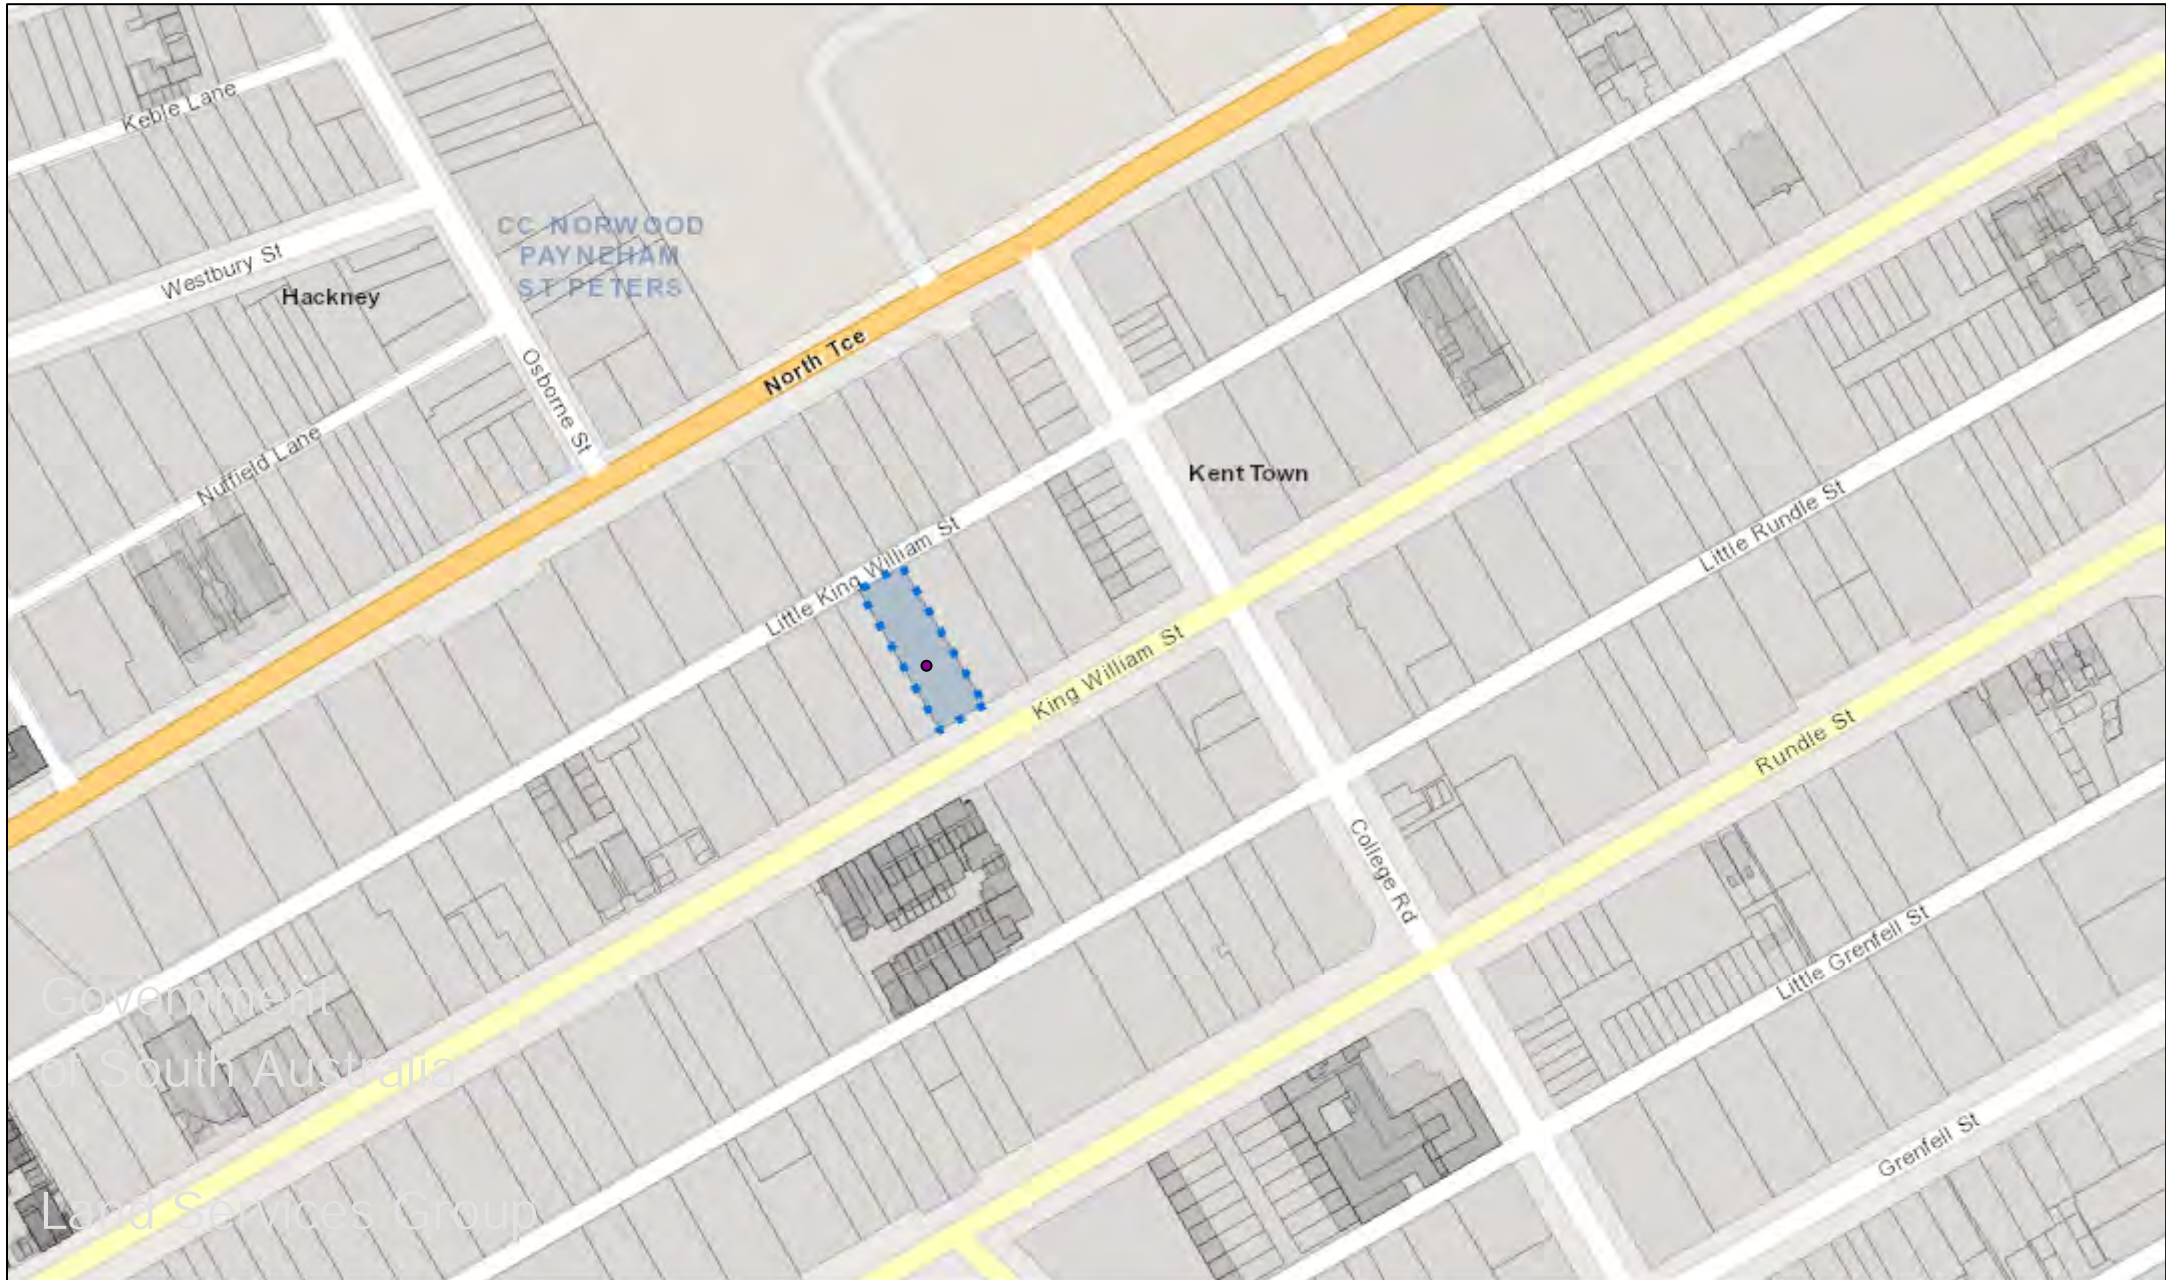 Keble Lane
CC NORWOOD
PAYNEHAM
ST PETERS
Westbury St
Hackney
North Tce
Osborne St
Nuffield Lane
Kent Town
Little King William St
Little Rundle St
King William St
Rundle St
College Rd
Little Grenfell St
Grenfell St
Government
of South Australia
Land Services Group